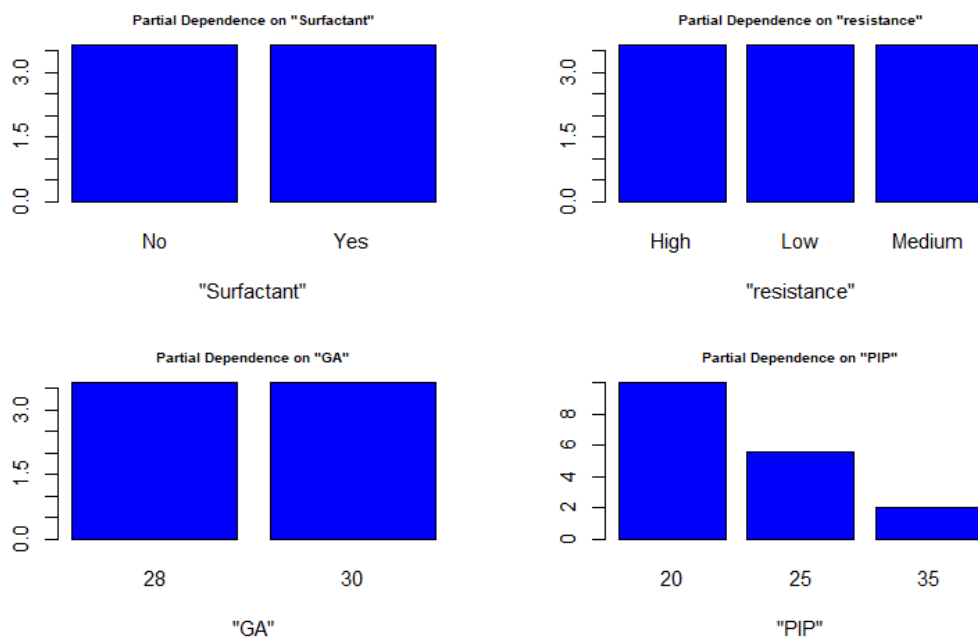 Partial Dependence on "Surfactant"
3.0
1.5
0.0
No Yes
"Surfactant"
Partial Dependence on "resistance"
3.0
1.5
0.0
High Low Medium
"resistance"
Partial Dependence on "GA"
3.0
1.5
0.0
28 30
"GA"
Partial Dependence on "PIP"
8
6
4
2
0
20 25 35
"PIP"